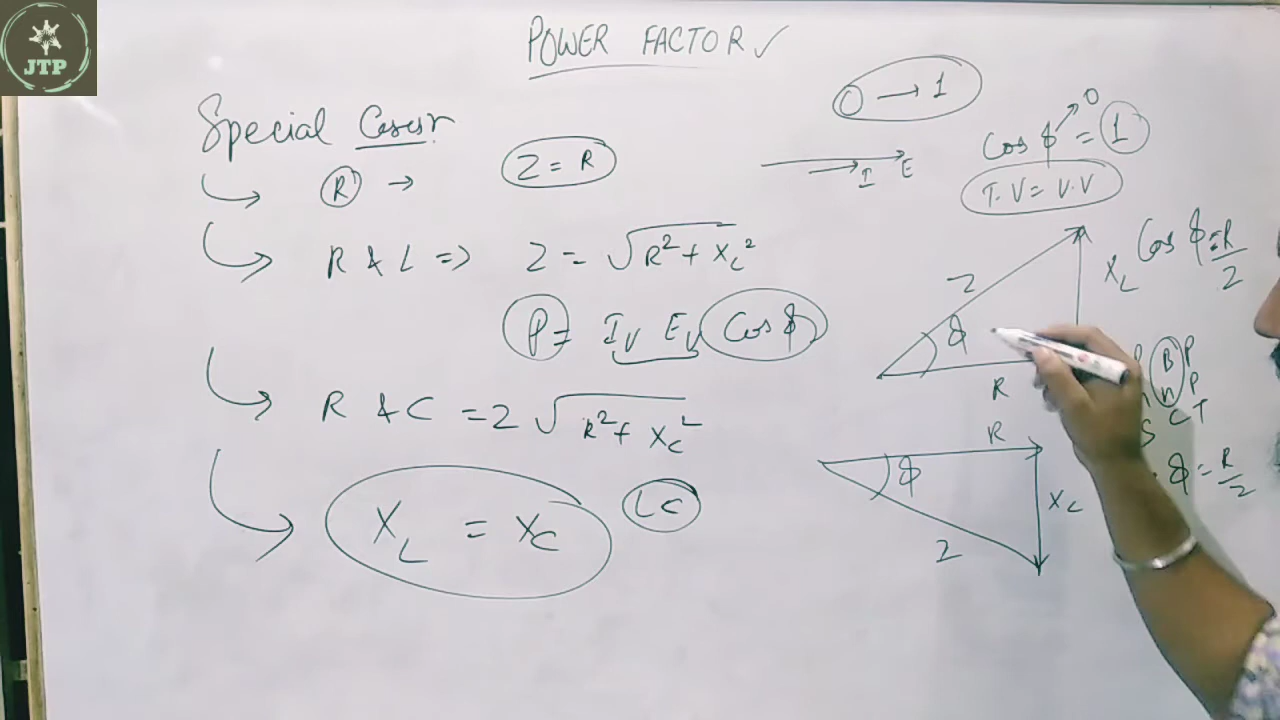 JTP
POWER FACTOR ✓
Special Cases:
R → Z = R
R & L => Z = √R²+X_L²
P = I_V E_V Cos φ
R & C = Z √R²+X_C²
X_L = X_C LC
0 → 1
I E
Cos φ = 1
0
T.V = V.V
Z φ R X_L
Cos φ = R/Z
B P
n P
S C T
R φ X_C Z
φ = R/Z